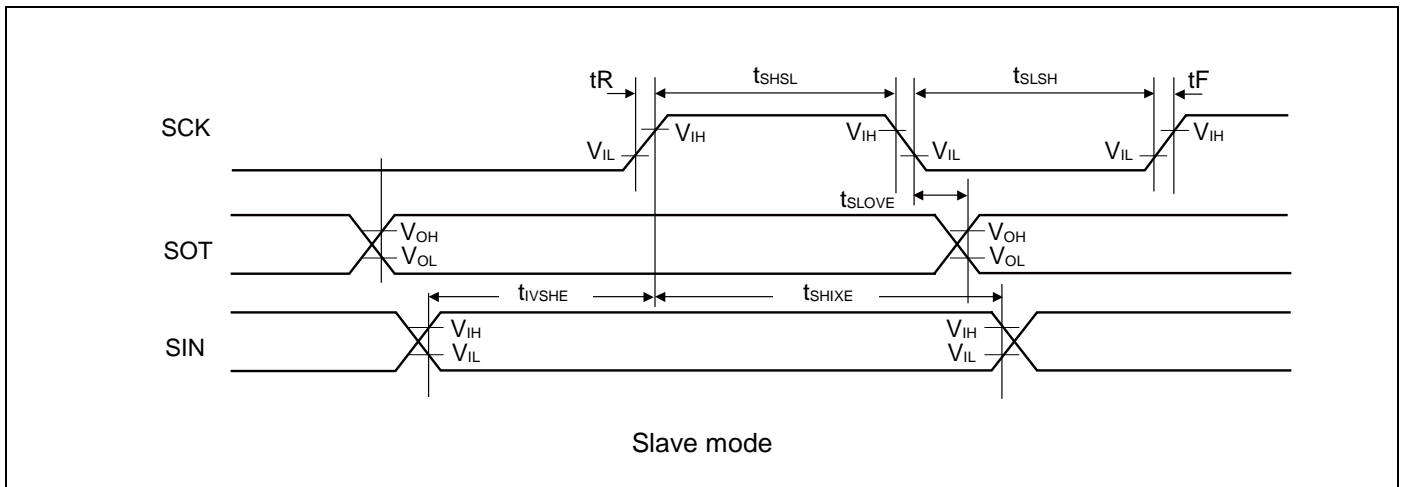 tR tSHSL tSLSH tF
SCK VIH VIH VIH
VIL VIL VIL
tSLOVE
VOH VOH
SOT VOL VOL
tIVSHE tSHIXE
VIH VIH
SIN VIL VIL
Slave mode